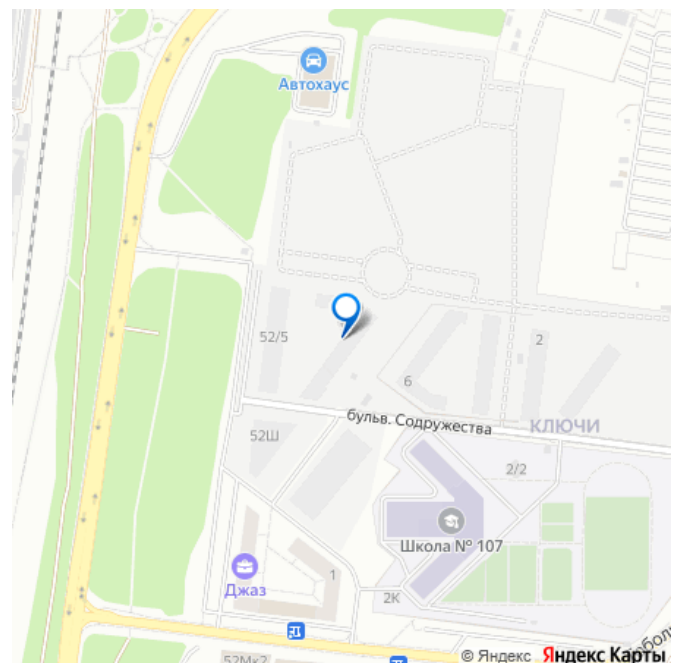 Автохаус
52/5
2
6
бульв. Содружества
52Ш
КЛЮЧИ
2/2
Школа № 107
Джаз
1
2К
52Мк2
© Яндекс Яндекс Карты